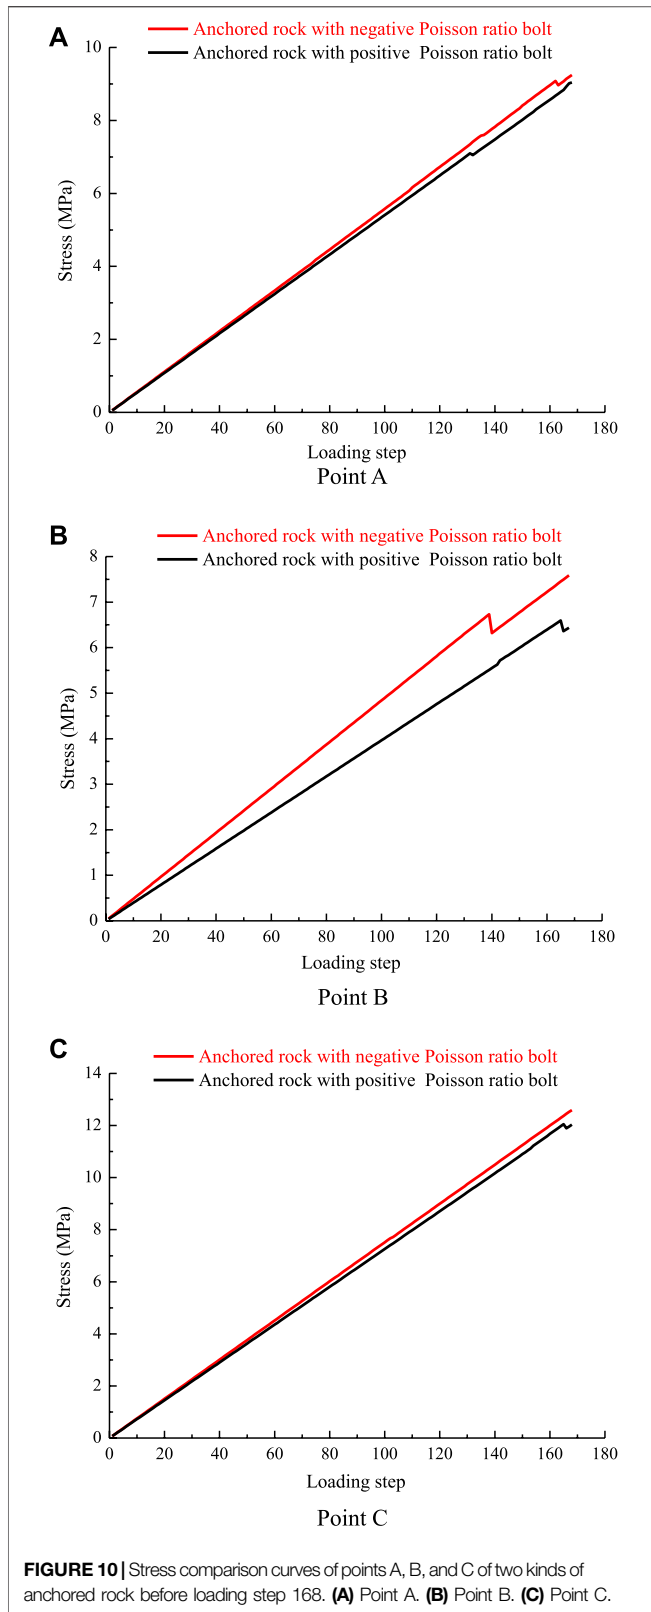 A
Anchored rock with negative Poisson ratio bolt
Anchored rock with positive Poisson ratio bolt
10
8
6
4
2
0
Stress (MPa)
0 20 40 60 80 100 120 140 160 180
Loading step
Point A
B
Anchored rock with negative Poisson ratio bolt
Anchored rock with positive Poisson ratio bolt
8
7
6
5
4
3
2
1
0
Stress (MPa)
0 20 40 60 80 100 120 140 160 180
Loading step
Point B
C
Anchored rock with negative Poisson ratio bolt
Anchored rock with positive Poisson ratio bolt
14
12
10
8
6
4
2
0
Stress (MPa)
0 20 40 60 80 100 120 140 160 180
Loading step
Point C
FIGURE 10 | Stress comparison curves of points A, B, and C of two kinds of
anchored rock before loading step 168. (A) Point A. (B) Point B. (C) Point C.